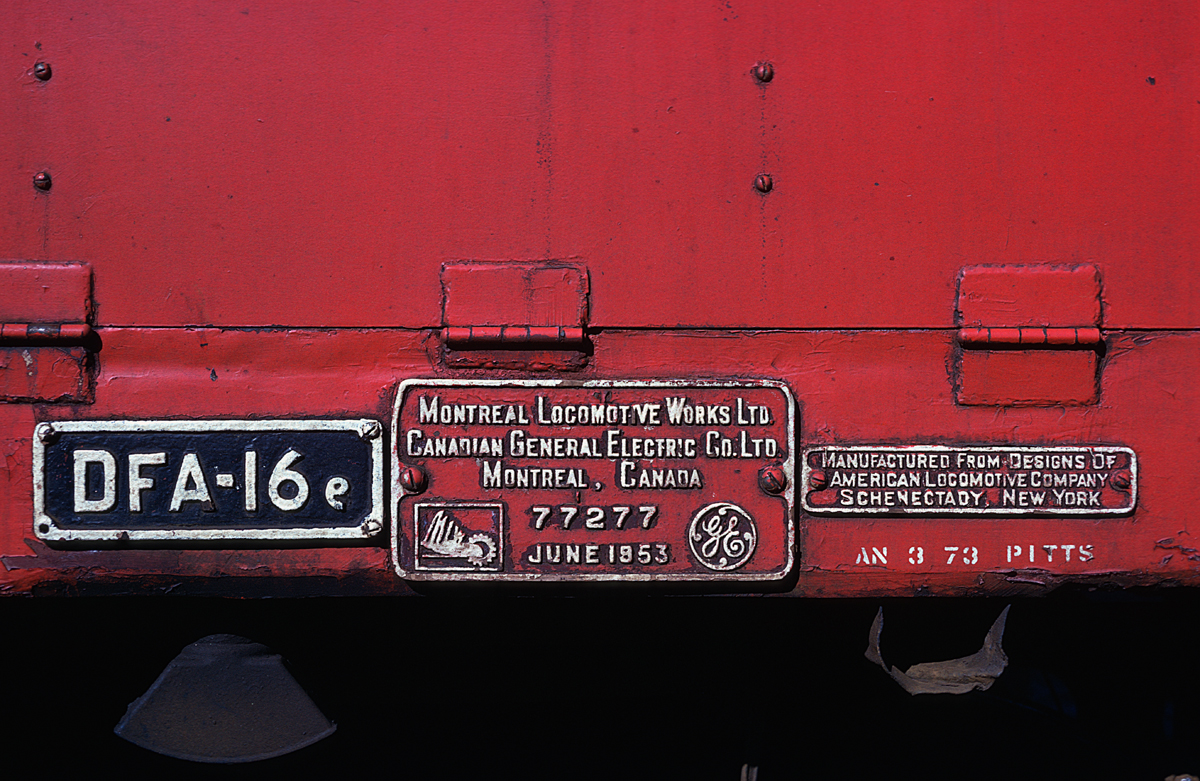 DFA-16e
MONTREAL LOCOMOTIVE WORKS LTD.
CANADIAN GENERAL ELECTRIC CO. LTD.
MONTREAL, CANADA
MLW
77277
JUNE 1953
GE
MANUFACTURED FROM DESIGNS OF
AMERICAN LOCOMOTIVE COMPANY
SCHENECTADY, NEW YORK
AN 3 73 PITTS